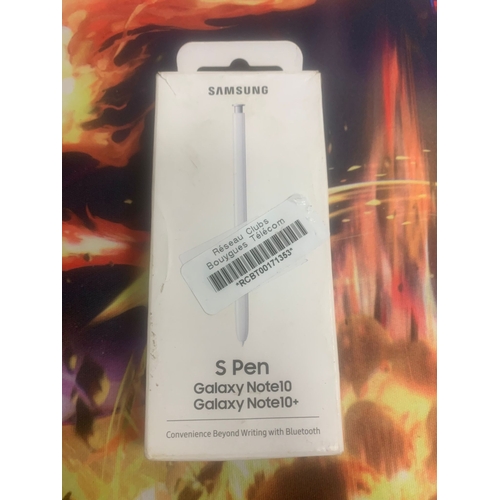 SAMSUNG
Réseau Clubs
Bouygues Télécom
*RCBT00171353*
S Pen
Galaxy Note10
Galaxy Note10+
Convenience Beyond Writing with Bluetooth